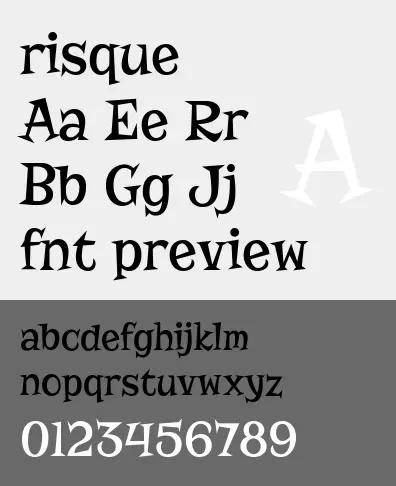 risque
Aa Ee Rr
A
Bb Gg Jj
fnt preview
abcdefghijklm
nopqrstuvwxyz
0123456789